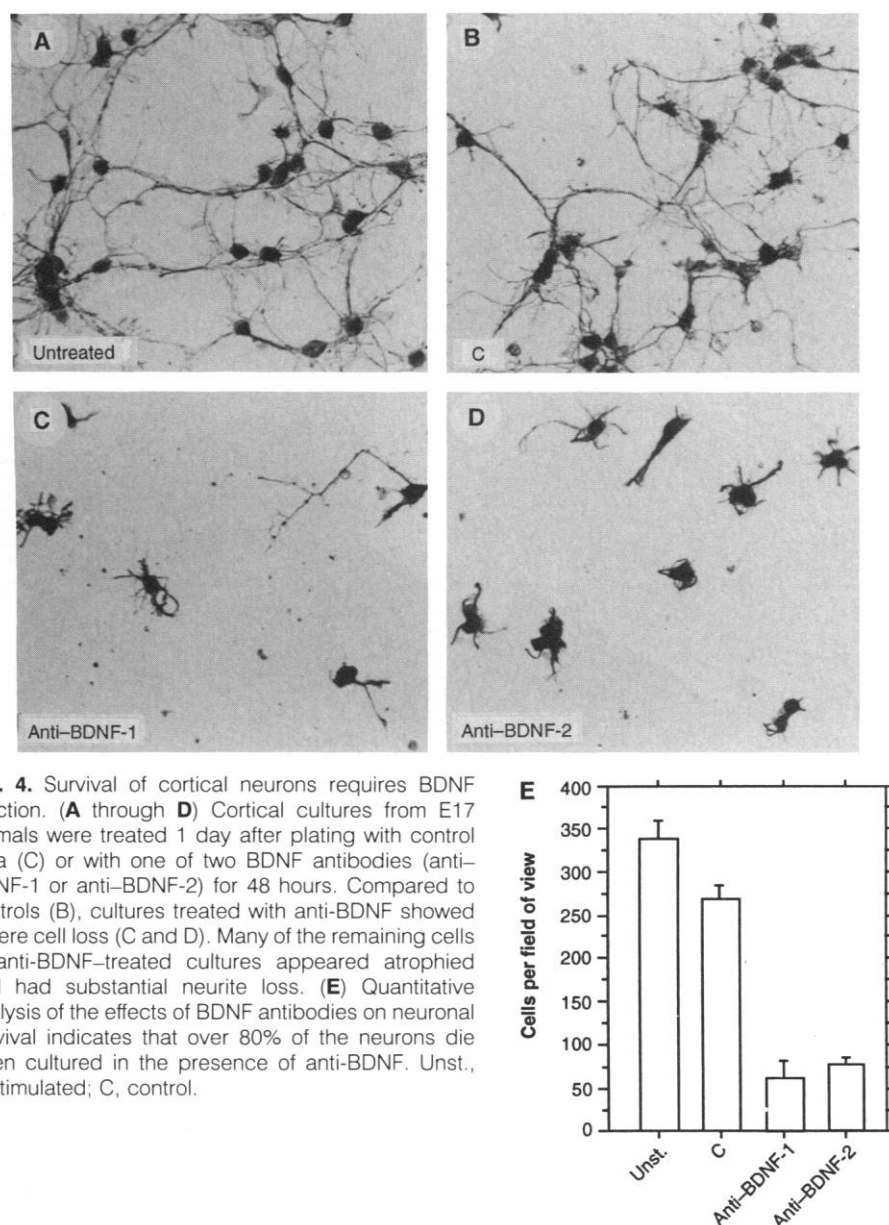 A
Untreated
B
C
C
Anti–BDNF-1
D
Anti–BDNF-2
. 4. Survival of cortical neurons requires BDNF
ction. (A through D) Cortical cultures from E17
mals were treated 1 day after plating with control
a (C) or with one of two BDNF antibodies (anti–
NF-1 or anti–BDNF-2) for 48 hours. Compared to
trols (B), cultures treated with anti-BDNF showed
ere cell loss (C and D). Many of the remaining cells
anti-BDNF–treated cultures appeared atrophied
had substantial neurite loss. (E) Quantitative
lysis of the effects of BDNF antibodies on neuronal
vival indicates that over 80% of the neurons die
en cultured in the presence of anti-BDNF. Unst.,
timulated; C, control.
E
Cells per field of view
400
350
300
250
200
150
100
50
0
Unst.
C
Anti–BDNF-1
Anti–BDNF-2